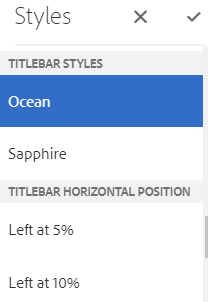 Styles
TITLEBAR STYLES
Ocean
Sapphire
TITLEBAR HORIZONTAL POSITION
Left at 5%
Left at 10%